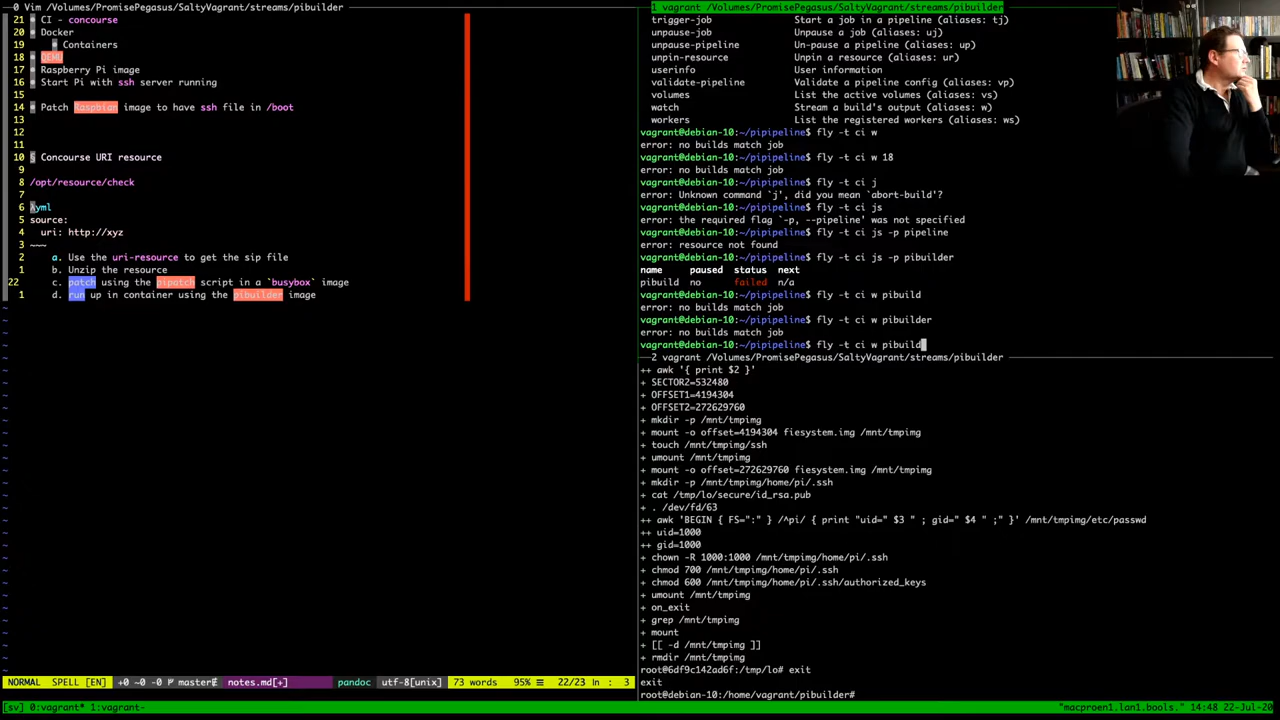 0 Vim /Volumes/PromisePegasus/SaltyVagrant/streams/pibuilder
21 CI - concourse
20 Docker
19 Containers
18 QEMU
17 Raspberry Pi image
16 Start Pi with ssh server running
15
14 Patch Raspbian image to have ssh file in /boot
13
12
11
10 § Concourse URI resource
8 /opt/resource/check
7
6 λyml
5 source:
4 uri: http://xyz
3 ~~~
2 a. Use the uri-resource to get the sip file
1 b. Unzip the resource
22 c. patch using the pipatch script in a `busybox` image
1 d. run up in container using the pibuilder image
NORMAL SPELL [EN] +0 ~0 -0 master notes.md[+] pandoc utf-8[unix] 73 words 95% ☰ 22/23 ln : 3
1 vagrant /Volumes/PromisePegasus/SaltyVagrant/streams/pibuilder
trigger-job Start a job in a pipeline (aliases: tj)
unpause-job Unpause a job (aliases: uj)
unpause-pipeline Un-pause a pipeline (aliases: up)
unpin-resource Unpin a resource (aliases: ur)
userinfo User information
validate-pipeline Validate a pipeline config (aliases: vp)
volumes List the active volumes (aliases: vs)
watch Stream a build's output (aliases: w)
workers List the registered workers (aliases: ws)
vagrant@debian-10:~/pipipeline$ fly -t ci w
error: no builds match job
vagrant@debian-10:~/pipipeline$ fly -t ci w 18
error: no builds match job
vagrant@debian-10:~/pipipeline$ fly -t ci j
error: Unknown command `j', did you mean `abort-build'?
vagrant@debian-10:~/pipipeline$ fly -t ci js
error: the required flag `-p, --pipeline' was not specified
vagrant@debian-10:~/pipipeline$ fly -t ci js -p pipeline
error: resource not found
vagrant@debian-10:~/pipipeline$ fly -t ci js -p pibuilder
name paused status next
pibuild no failed n/a
vagrant@debian-10:~/pipipeline$ fly -t ci w pibuild
error: no builds match job
vagrant@debian-10:~/pipipeline$ fly -t ci w pibuilder
error: no builds match job
vagrant@debian-10:~/pipipeline$ fly -t ci w pibuild
2 vagrant /Volumes/PromisePegasus/SaltyVagrant/streams/pibuilder
++ awk '{ print $2 }'
+ SECTOR2=532480
+ OFFSET1=4194304
+ OFFSET2=272629760
+ mkdir -p /mnt/tmpimg
+ mount -o offset=4194304 fiesystem.img /mnt/tmpimg
+ touch /mnt/tmpimg/ssh
+ umount /mnt/tmpimg
+ mount -o offset=272629760 fiesystem.img /mnt/tmpimg
+ mkdir -p /mnt/tmpimg/home/pi/.ssh
+ cat /tmp/lo/secure/id_rsa.pub
+ . /dev/fd/63
++ awk 'BEGIN { FS=":" } /^pi/ { print "uid=" $3 " ; gid=" $4 " ;" }' /mnt/tmpimg/etc/passwd
++ uid=1000
++ gid=1000
+ chown -R 1000:1000 /mnt/tmpimg/home/pi/.ssh
+ chmod 700 /mnt/tmpimg/home/pi/.ssh
+ chmod 600 /mnt/tmpimg/home/pi/.ssh/authorized_keys
+ umount /mnt/tmpimg
+ on_exit
+ grep /mnt/tmpimg
+ mount
+ [[ -d /mnt/tmpimg ]]
+ rmdir /mnt/tmpimg
root@6df9c142ad6f:/tmp/lo# exit
exit
root@debian-10:/home/vagrant/pibuilder#
[sv] 0:vagrant* 1:vagrant- "macproen1.lan1.bools." 14:48 22-Jul-20